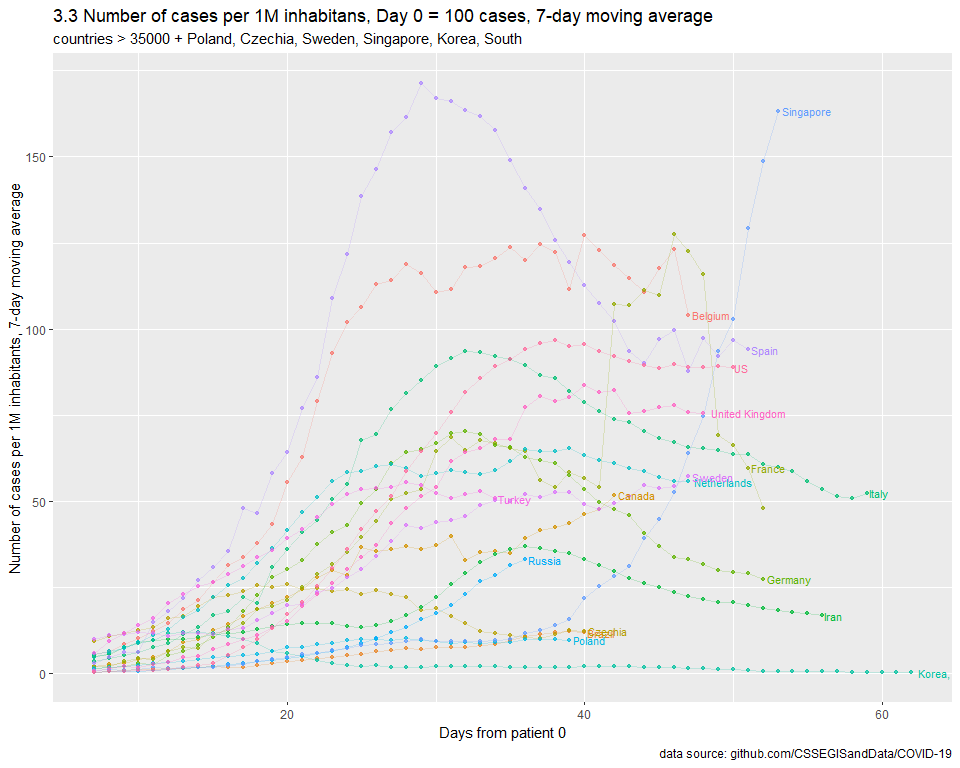 3.3 Number of cases per 1M inhabitans, Day 0 = 100 cases, 7-day moving average
countries > 35000 + Poland, Czechia, Sweden, Singapore, Korea, South
Number of cases per 1M inhabitants, 7-day moving average
150
100
50
0
Singapore
Belgium
Spain
US
United Kingdom
France
Sweden
Netherlands
Turkey
Canada
Italy
Russia
Germany
Iran
Czechia
Poland
Korea,
20
40
60
Days from patient 0
data source: github.com/CSSEGISandData/COVID-19